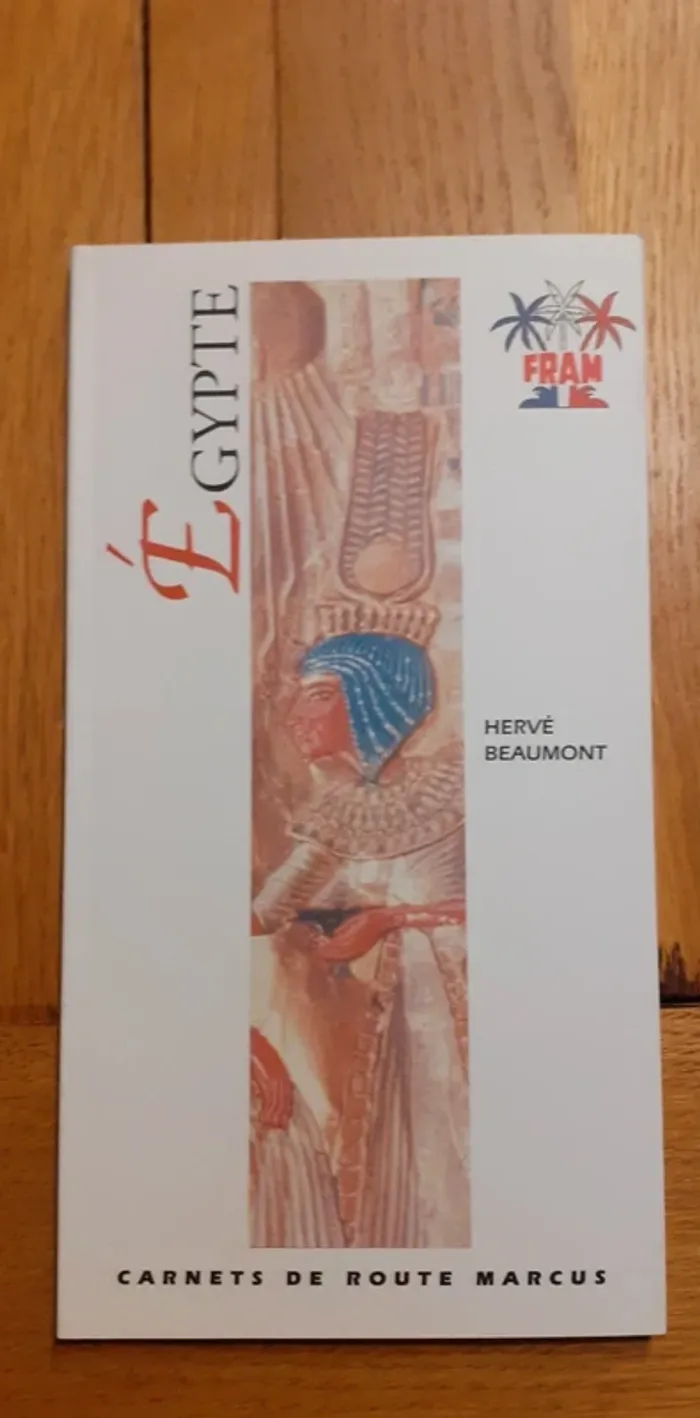 ÉGYPTE
FRAM
HERVÉ
BEAUMONT
CARNETS DE ROUTE MARCUS